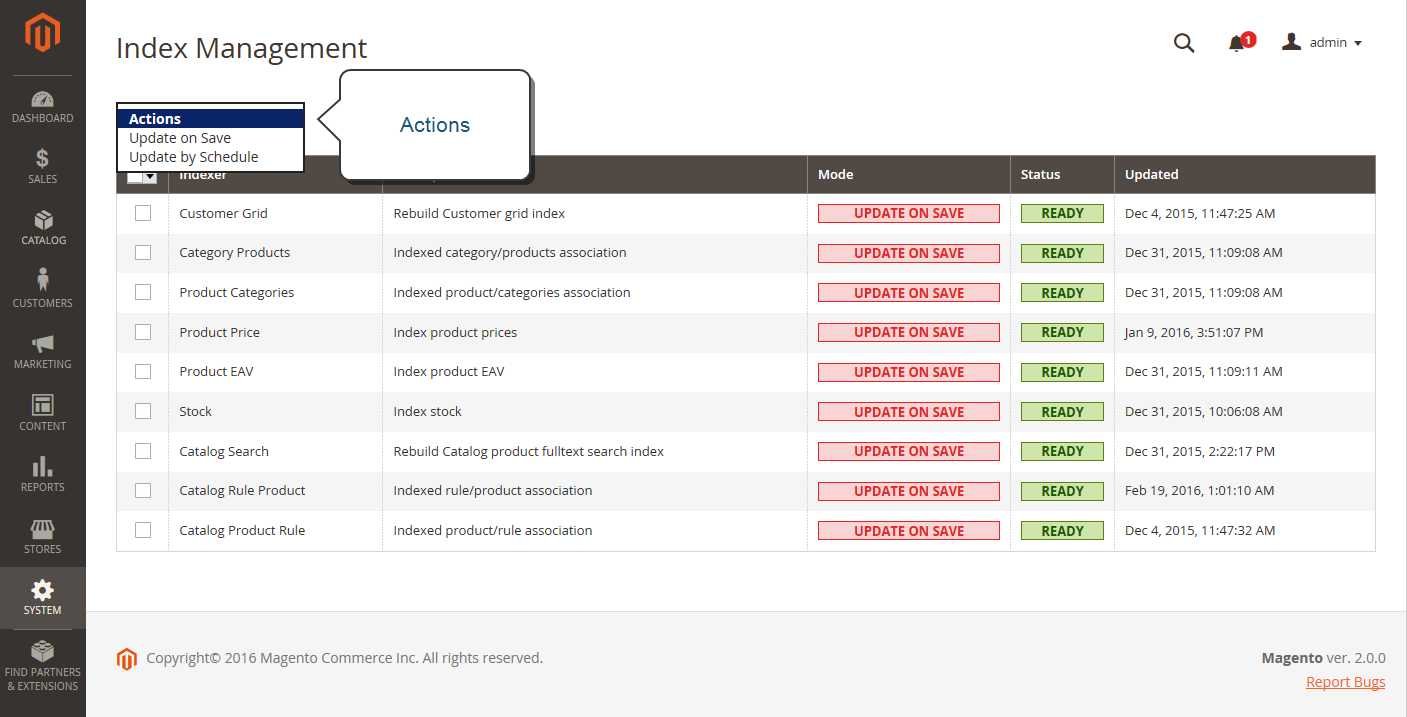 Index Management
1
admin
DASHBOARD
SALES
CATALOG
CUSTOMERS
MARKETING
CONTENT
REPORTS
STORES
SYSTEM
FIND PARTNERS
& EXTENSIONS
Actions
Update on Save
Update by Schedule
Actions
Indexer Mode Status Updated
Customer Grid Rebuild Customer grid index UPDATE ON SAVE READY Dec 4, 2015, 11:47:25 AM
Category Products Indexed category/products association UPDATE ON SAVE READY Dec 31, 2015, 11:09:08 AM
Product Categories Indexed product/categories association UPDATE ON SAVE READY Dec 31, 2015, 11:09:08 AM
Product Price Index product prices UPDATE ON SAVE READY Jan 9, 2016, 3:51:07 PM
Product EAV Index product EAV UPDATE ON SAVE READY Dec 31, 2015, 11:09:11 AM
Stock Index stock UPDATE ON SAVE READY Dec 31, 2015, 10:06:08 AM
Catalog Search Rebuild Catalog product fulltext search index UPDATE ON SAVE READY Dec 31, 2015, 2:22:17 PM
Catalog Rule Product Indexed rule/product association UPDATE ON SAVE READY Feb 19, 2016, 1:01:10 AM
Catalog Product Rule Indexed product/rule association UPDATE ON SAVE READY Dec 4, 2015, 11:47:32 AM
Copyright© 2016 Magento Commerce Inc. All rights reserved.
Magento ver. 2.0.0
Report Bugs